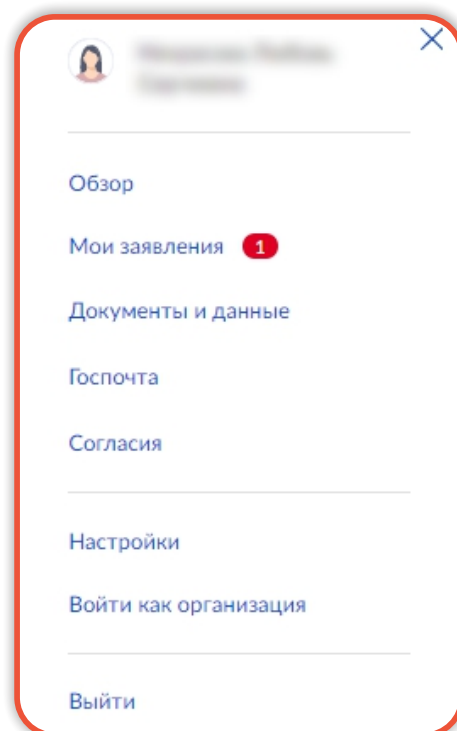 Обзор
Мои заявления 1
Документы и данные
Госпочта
Согласия
Настройки
Войти как организация
Выйти